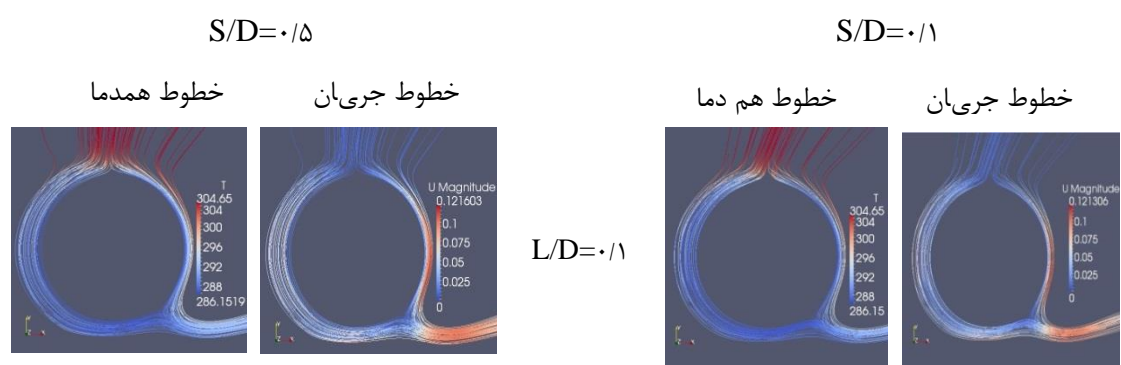 S/D=۰/۵
S/D=۰/۱
خطوط همدما
خطوط جریان
خطوط هم دما
خطوط جریان
T
304.65
304
300
296
292
288
286.1519
U Magnitude
0.121603
0.1
0.075
0.05
0.025
0
L/D=۰/۱
T
304.65
304
300
296
292
288
286.15
U Magnitude
0.121306
0.1
0.075
0.05
0.025
0